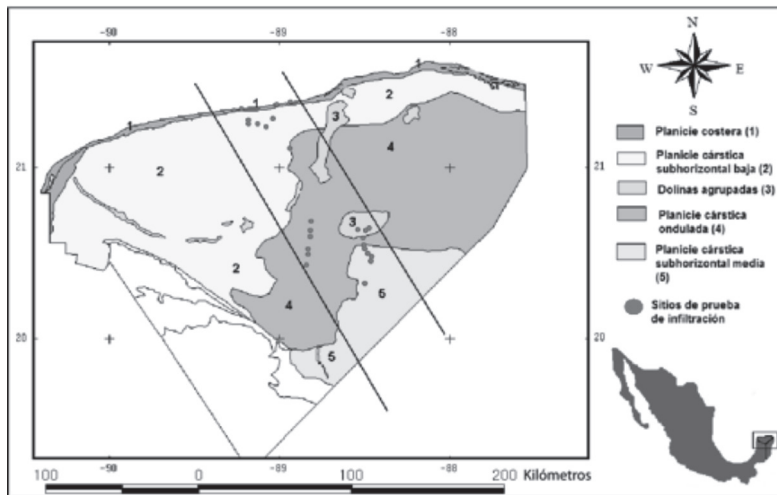 -90
-89
-88
21
21
20
20
-90
-89
-88
1
1
1
2
2
2
3
3
4
4
5
5
N
W
E
S
Planicie costera (1)
Planicie cárstica
subhorizontal baja (2)
Dolinas agrupadas (3)
Planicie cárstica
ondulada (4)
Planicie cárstica
subhorizontal media
(5)
Sitios de prueba
de infiltración
100
0
100
200 Kilómetros